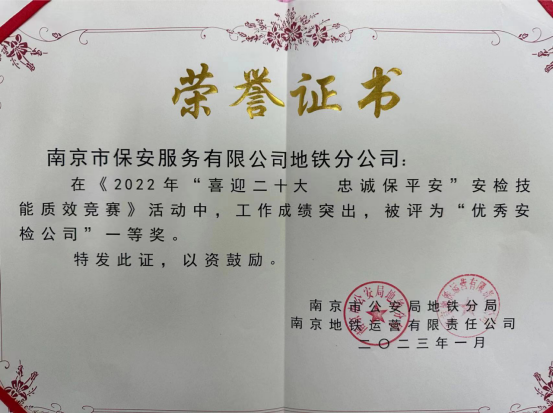 荣誉证书
南京市保安服务有限公司地铁分公司：
在《2022年“喜迎二十大 忠诚保平安”安检技
能质效竞赛》活动中，工作成绩突出，被评为“优秀安
检公司”一等奖。
特发此证，以资鼓励。
南京市公安局地铁分局
南京地铁运营有限责任公司
二〇二三年一月